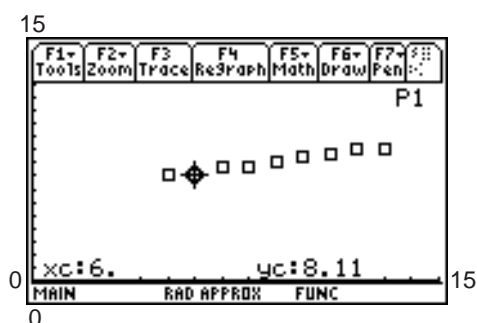 15
F1 F2 F3 F4 F5 F6 F7
Tools Zoom Trace ReGraph Math Draw Pen
P1
xc:6. yc:8.11
0 15
MAIN RAD APPROX FUNC
0